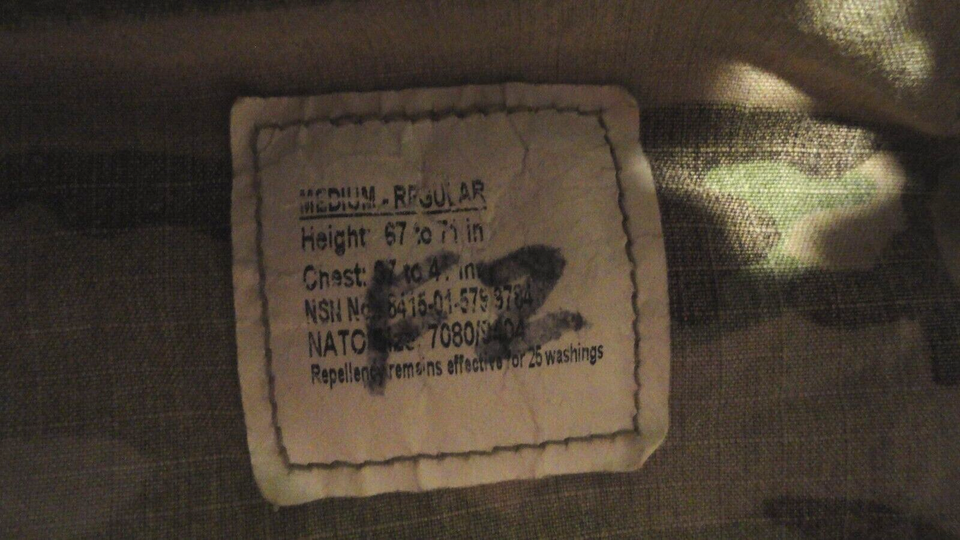 MEDIUM - REGULAR
Height: 67 to 71 in
Chest: 37 to 41 in
NSN No. 8415-01-579 9784
NATO Size: 7080/9404
Repellency remains effective for 25 washings